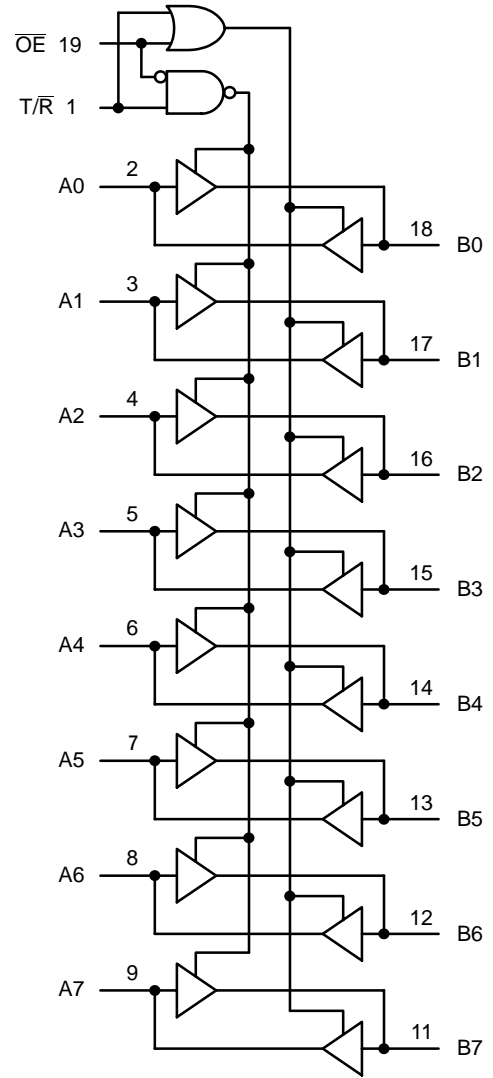 O̅E̅ 19
T/R̅ 1
A0 2
18 B0
A1 3
17 B1
A2 4
16 B2
A3 5
15 B3
A4 6
14 B4
A5 7
13 B5
A6 8
12 B6
A7 9
11 B7